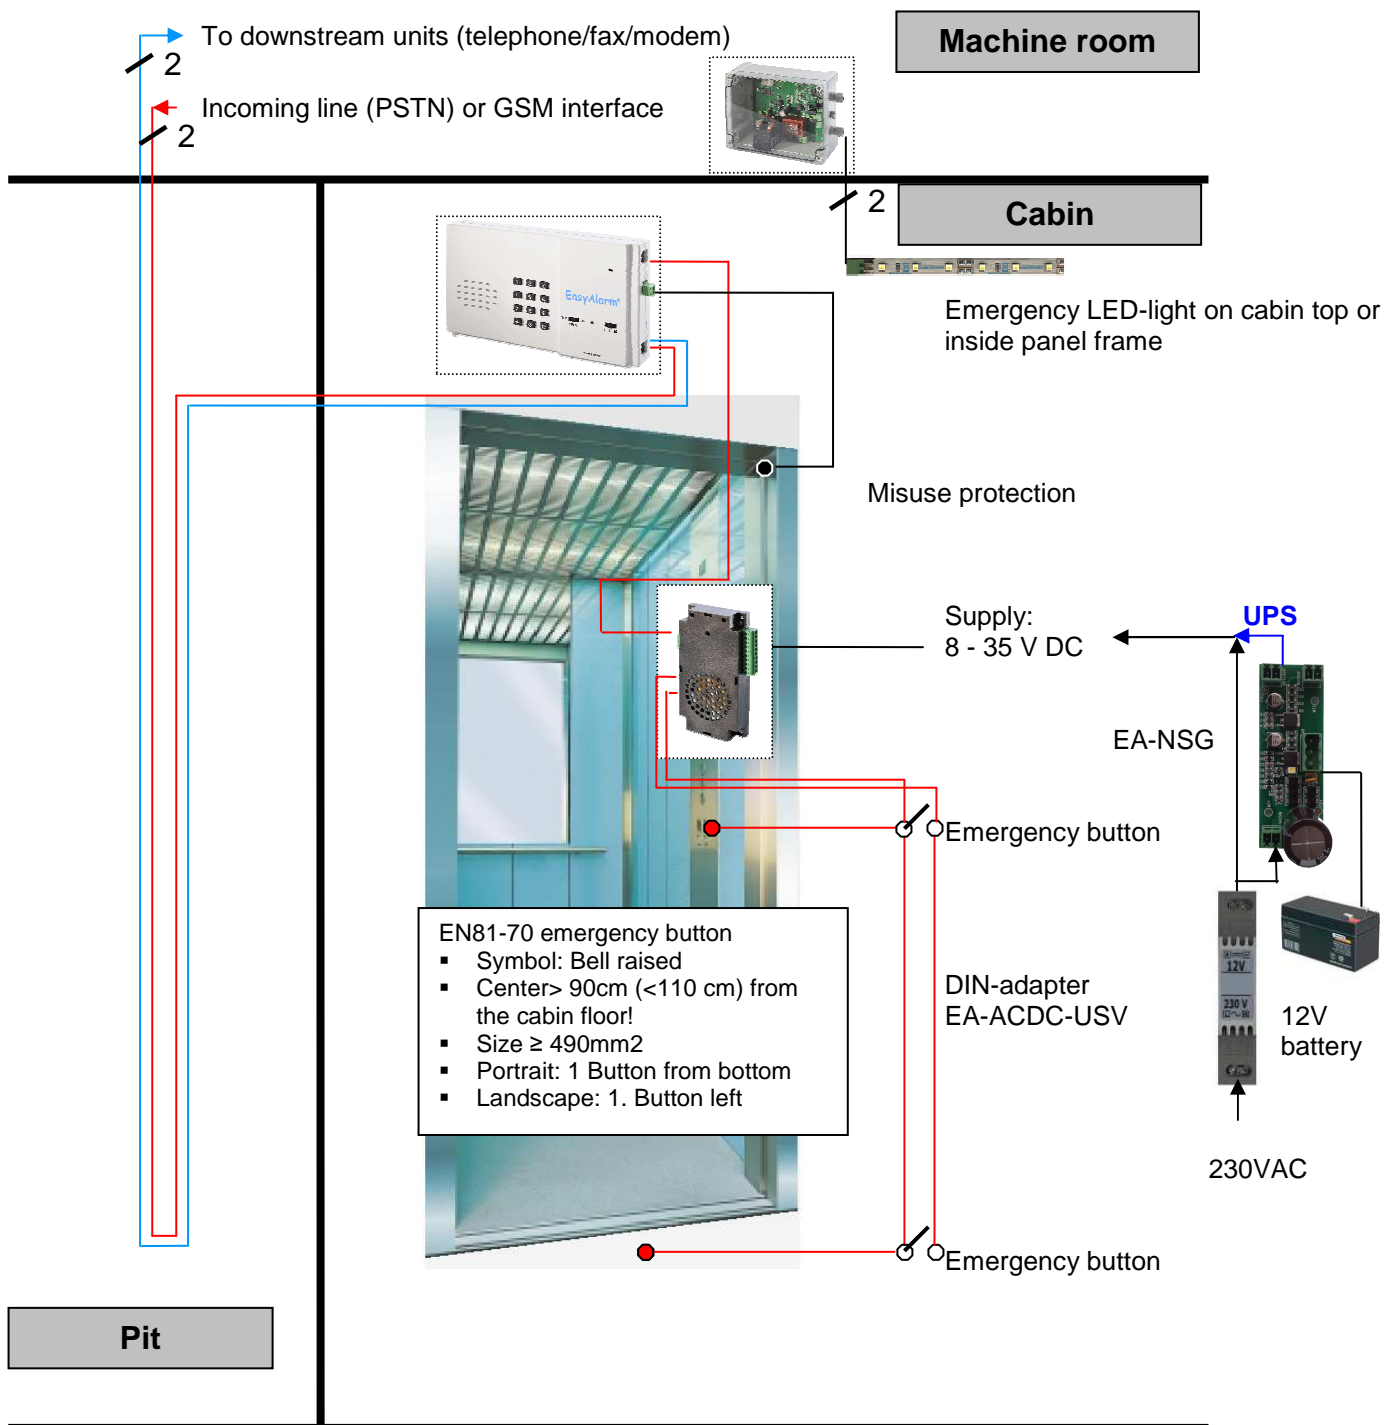 To downstream units (telephone/fax/modem)
2
Machine room
Incoming line (PSTN) or GSM interface
2
2
Cabin
EasyAlarm
Emergency LED-light on cabin top or
inside panel frame
Misuse protection
Supply:
8 - 35 V DC
UPS
EA-NSG
Emergency button
EN81-70 emergency button
▪ Symbol: Bell raised
▪ Center> 90cm (<110 cm) from
the cabin floor!
▪ Size ≥ 490mm2
▪ Portrait: 1 Button from bottom
▪ Landscape: 1. Button left
DIN-adapter
EA-ACDC-USV
12V
230 V
12V
battery
230VAC
Emergency button
Pit